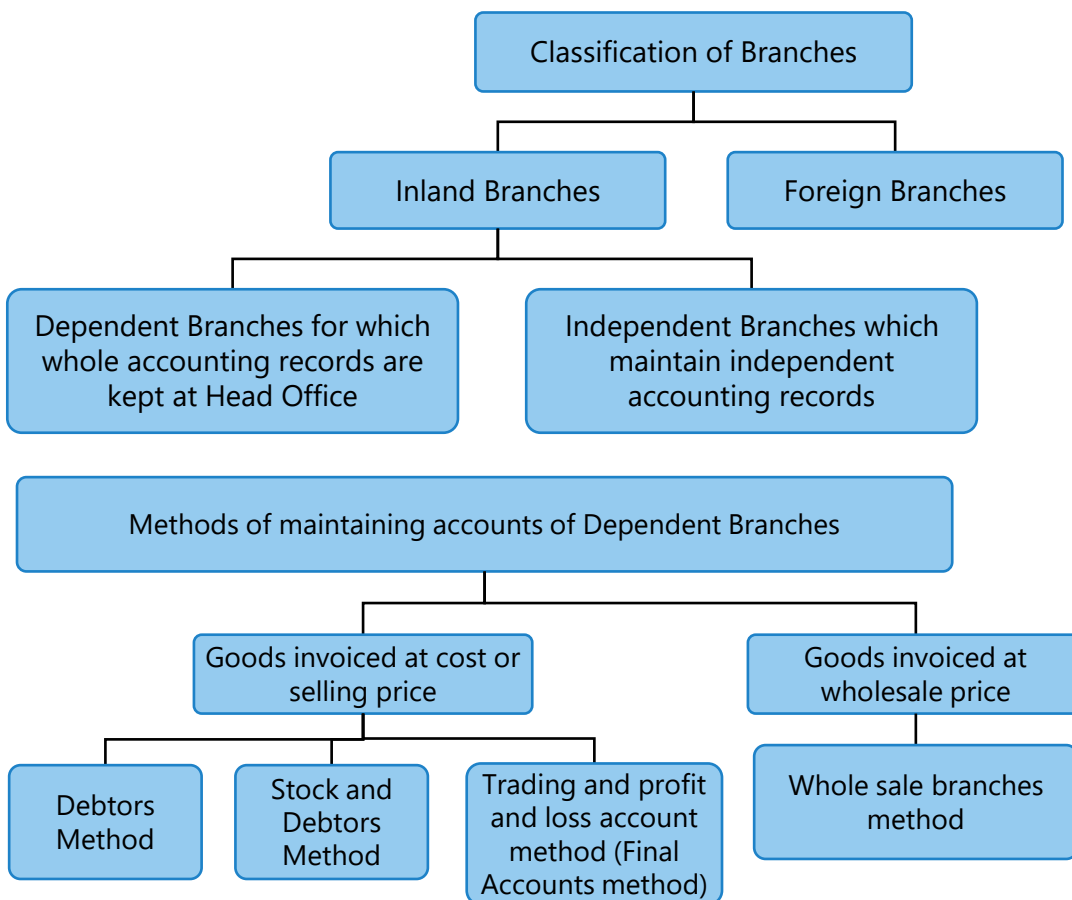 Classification of Branches
Inland Branches
Foreign Branches
Dependent Branches for which
whole accounting records are
kept at Head Office
Independent Branches which
maintain independent
accounting records
Methods of maintaining accounts of Dependent Branches
Goods invoiced at cost or
selling price
Goods invoiced at
wholesale price
Debtors
Method
Stock and
Debtors
Method
Trading and profit
and loss account
method (Final
Accounts method)
Whole sale branches
method